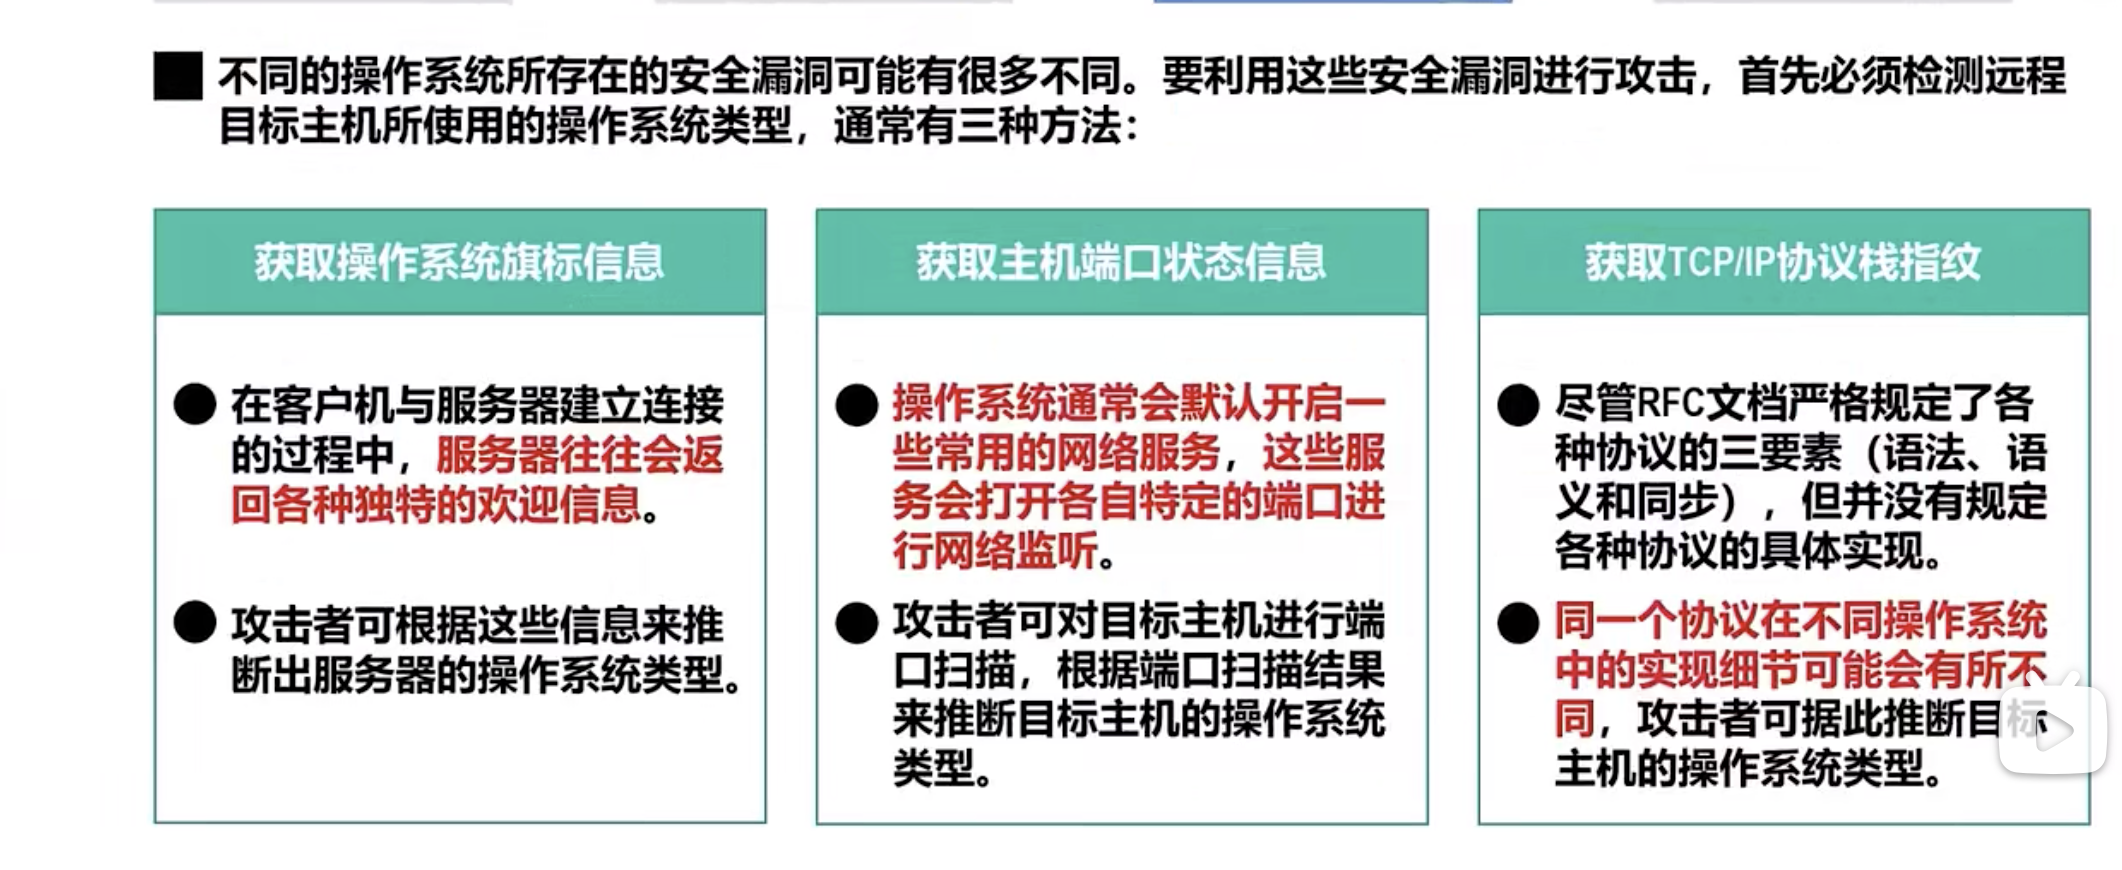 不同的操作系统所存在的安全漏洞可能有很多不同。要利用这些安全漏洞进行攻击，首先必须检测远程
目标主机所使用的操作系统类型，通常有三种方法：
获取操作系统旗标信息
在客户机与服务器建立连接
的过程中，服务器往往会返
回各种独特的欢迎信息。
攻击者可根据这些信息来推
断出服务器的操作系统类型。
获取主机端口状态信息
操作系统通常会默认开启一
些常用的网络服务，这些服
务会打开各自特定的端口进
行网络监听。
攻击者可对目标主机进行端
口扫描，根据端口扫描结果
来推断目标主机的操作系统
类型。
获取TCP/IP协议栈指纹
尽管RFC文档严格规定了各
种协议的三要素（语法、语
义和同步），但并没有规定
各种协议的具体实现。
同一个协议在不同操作系统
中的实现细节可能会有所不
同，攻击者可据此推断目标
主机的操作系统类型。